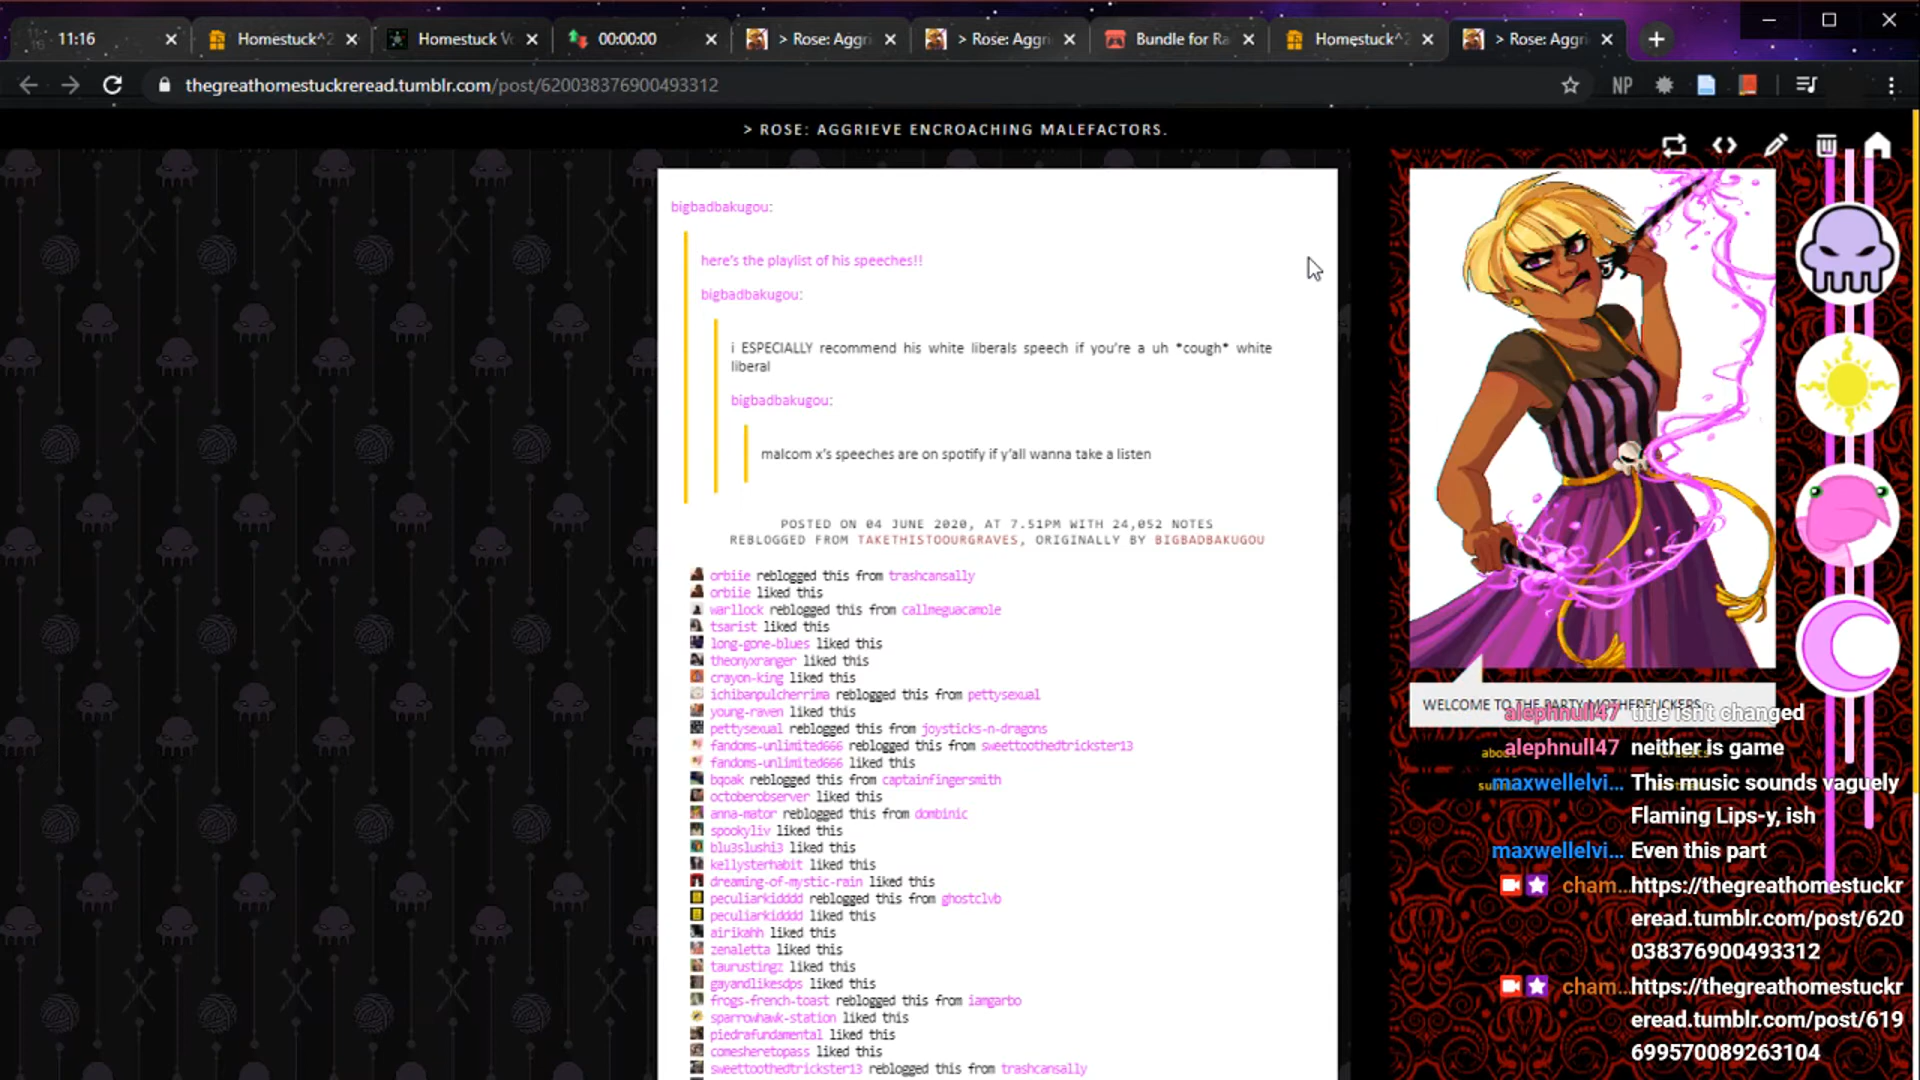 11:16
Homestuck^2
Homestuck Vo
00:00:00
> Rose: Aggri
> Rose: Aggri
Bundle for Ra
Homestuck^2
> Rose: Aggri
thegreathomestuckreread.tumblr.com/post/620038376900493312
NP
> ROSE: AGGRIEVE ENCROACHING MALEFACTORS.
bigbadbakugou:
here's the playlist of his speeches!!
bigbadbakugou:
i ESPECIALLY recommend his white liberals speech if you're a uh *cough* white
liberal
bigbadbakugou:
malcom x's speeches are on spotify if y'all wanna take a listen
POSTED ON 04 JUNE 2020, AT 7.51PM WITH 24,052 NOTES
REBLOGGED FROM TAKETHISTOOURGRAVES, ORIGINALLY BY BIGBADBAKUGOU
orbiie reblogged this from trashcansally
orbiie liked this
warllock reblogged this from callmeguacamole
tsarist liked this
long-gone-blues liked this
theonyxranger liked this
crayon-king liked this
ichibanpulcherrima reblogged this from pettysexual
young-raven liked this
pettysexual reblogged this from joysticks-n-dragons
fandoms-unlimited666 reblogged this from sweettoothedtrickster13
fandoms-unlimited666 liked this
bqoak reblogged this from captainfingersmith
octoberobserver liked this
anna-mator reblogged this from dombinic
spookyliv liked this
blu3slushi3 liked this
kellysterhabit liked this
dreaming-of-mystic-rain liked this
peculiarkidddd reblogged this from ghostclvb
peculiarkidddd liked this
airikahh liked this
zenaletta liked this
taurustingz liked this
gayandlikesdps liked this
frogs-french-toast reblogged this from iamgarbo
sparrowhawk-station liked this
piedrafundamental liked this
comesheretopass liked this
sweettoothedtrickster13 reblogged this from trashcansally
WELCOME TO THE PARTY MOTHERFUCKERS
alephnull47 title isn't changed
alephnull47 neither is game
maxwellelvi... This music sounds vaguely
Flaming Lips-y, ish
maxwellelvi... Even this part
cham... https://thegreathomestuckr
eread.tumblr.com/post/620
038376900493312
cham... https://thegreathomestuckr
eread.tumblr.com/post/619
699570089263104